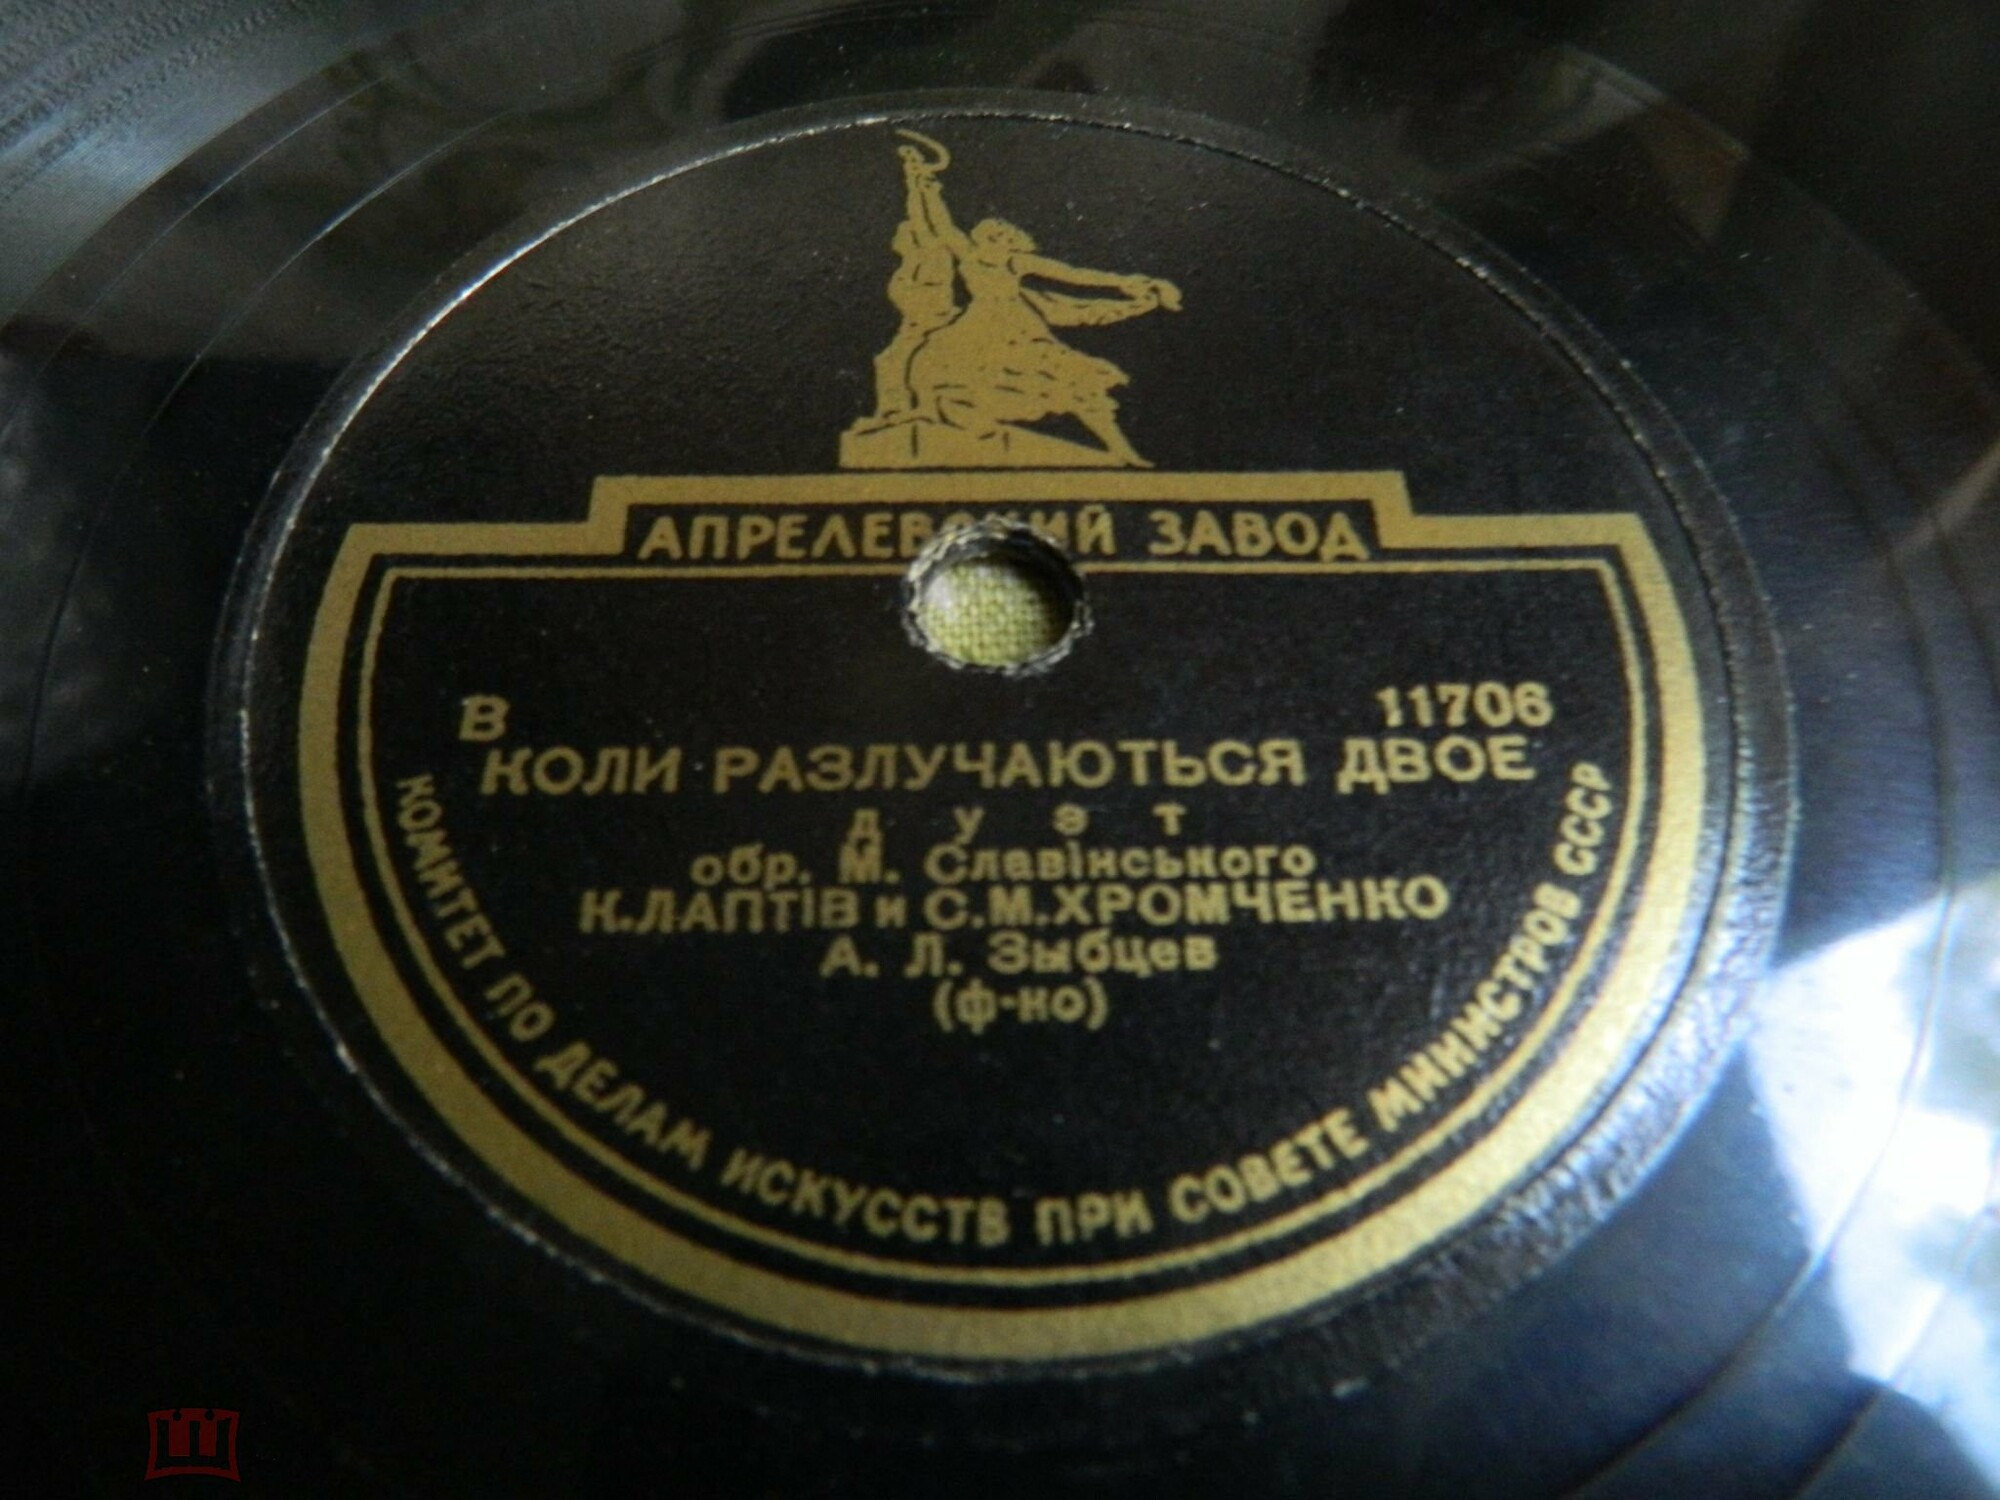 АПРЕЛЕВСКИЙ ЗАВОД
В 11706
КОЛИ РАЗЛУЧАЮТЬСЯ ДВОЕ
дуэт
обр. М. Славінського
К.ЛАПТІВ и С.М.ХРОМЧЕНКО
А. Л. Зыбцев
(ф-но)
КОМИТЕТ ПО ДЕЛАМ ИСКУССТВ ПРИ СОВЕТЕ МИНИСТРОВ СССР